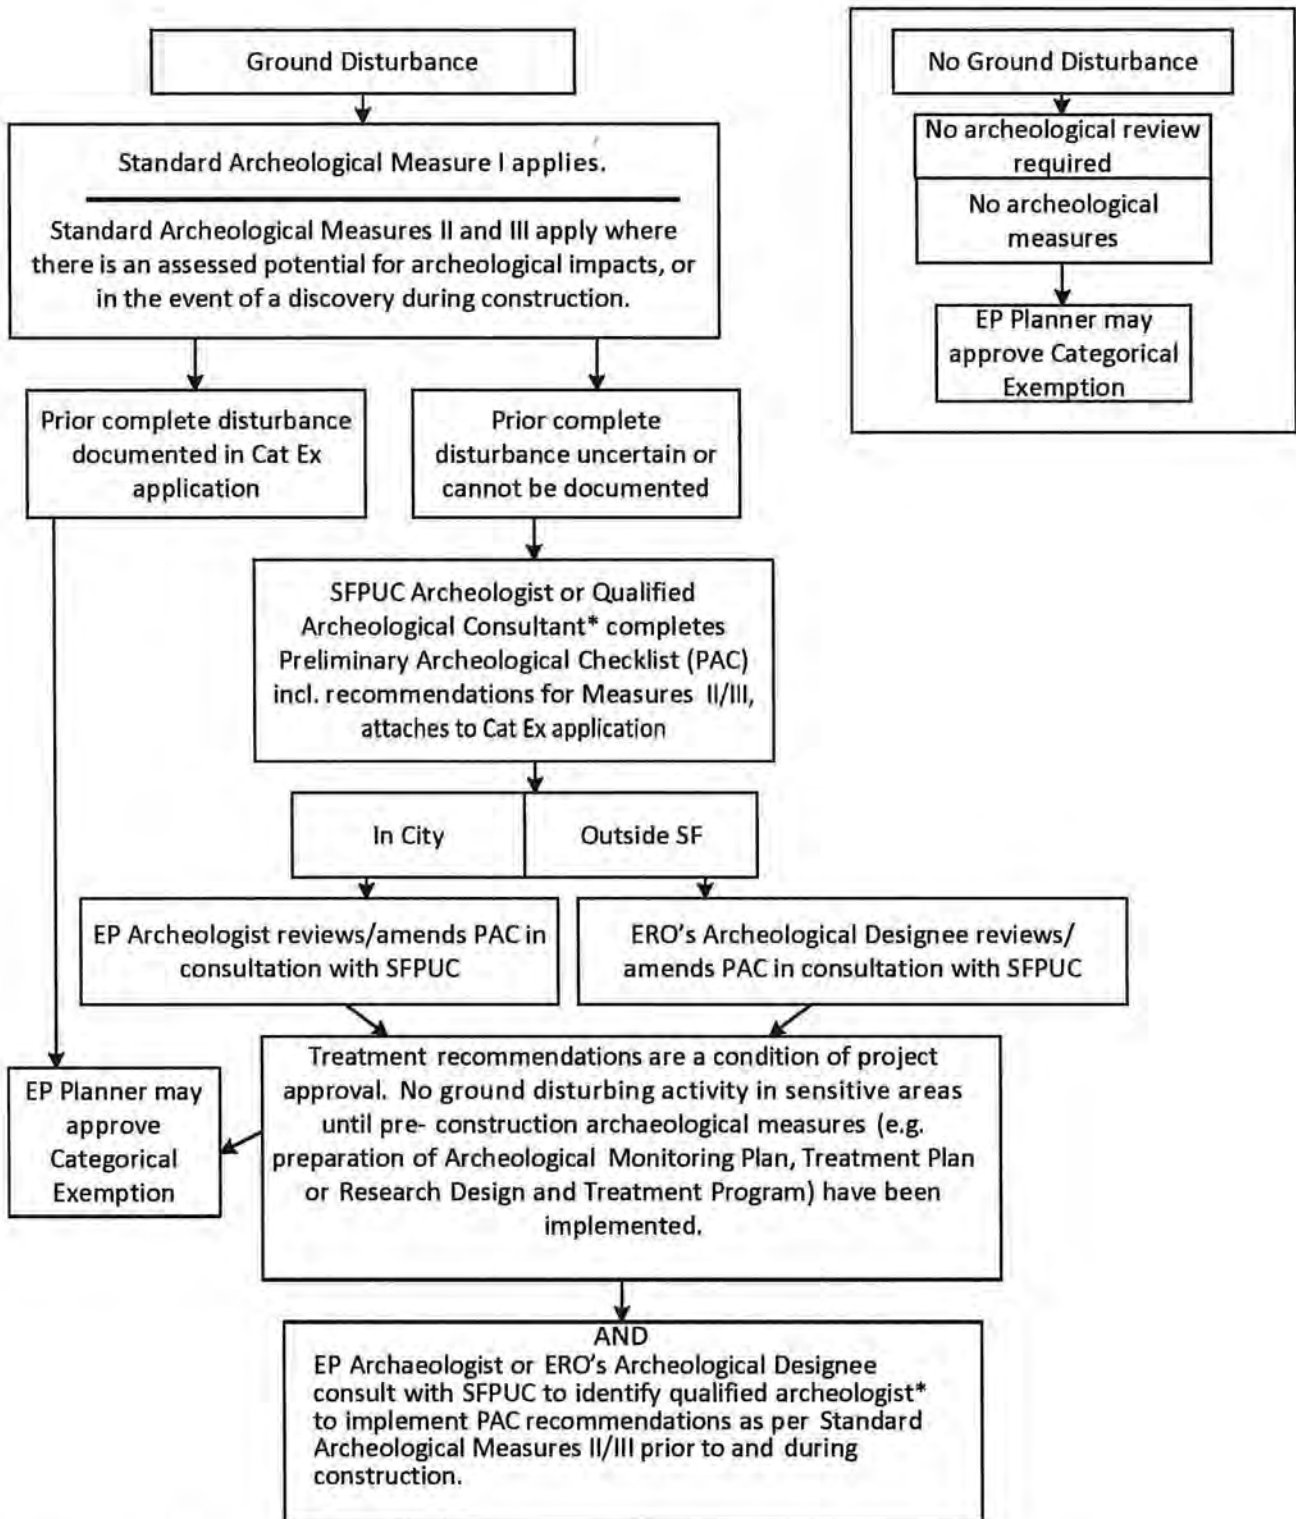 Ground Disturbance
Standard Archeological Measure I applies.
Standard Archeological Measures II and III apply where
there is an assessed potential for archeological impacts, or
in the event of a discovery during construction.
Prior complete disturbance
documented in Cat Ex
application
Prior complete
disturbance uncertain or
cannot be documented
SFPUC Archeologist or Qualified
Archeological Consultant* completes
Preliminary Archeological Checklist (PAC)
incl. recommendations for Measures II/III,
attaches to Cat Ex application
In City
Outside SF
EP Archeologist reviews/amends PAC in
consultation with SFPUC
ERO's Archeological Designee reviews/
amends PAC in consultation with SFPUC
Treatment recommendations are a condition of project
approval. No ground disturbing activity in sensitive areas
until pre- construction archaeological measures (e.g.
preparation of Archeological Monitoring Plan, Treatment Plan
or Research Design and Treatment Program) have been
implemented.
EP Planner may
approve
Categorical
Exemption
AND
EP Archaeologist or ERO's Archeological Designee
consult with SFPUC to identify qualified archeologist*
to implement PAC recommendations as per Standard
Archeological Measures II/III prior to and during
construction.
No Ground Disturbance
No archeological review
required
No archeological
measures
EP Planner may
approve Categorical
Exemption